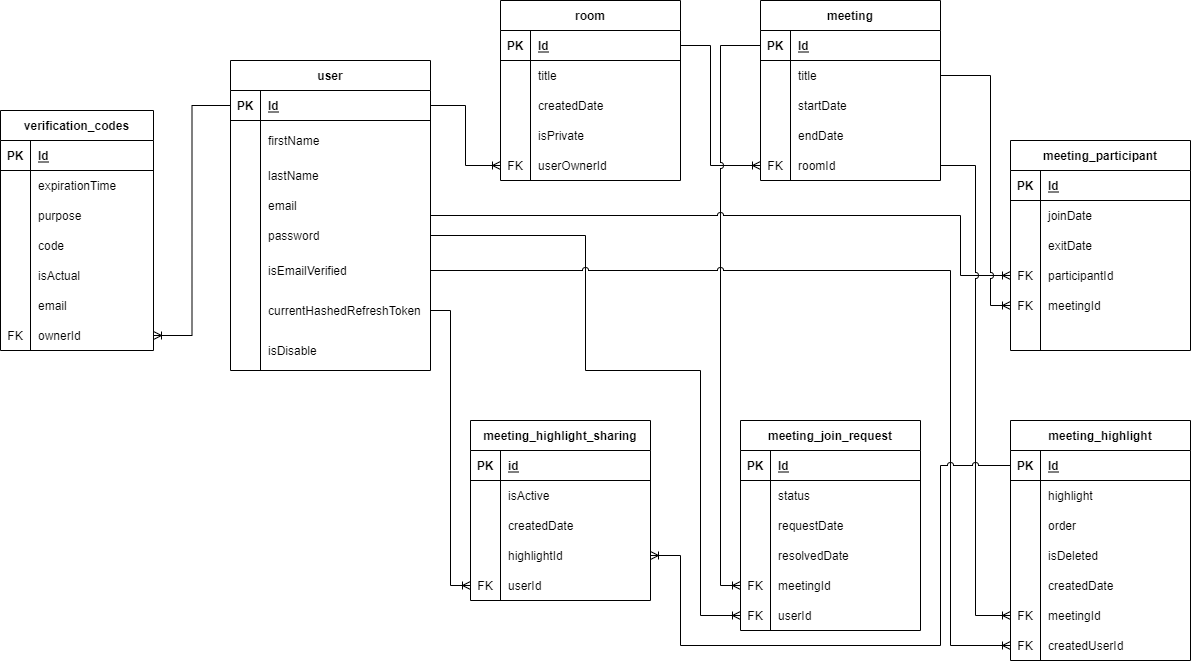 room
PK Id
title
createdDate
isPrivate
FK userOwnerId
meeting
PK Id
title
startDate
endDate
FK roomId
user
PK Id
firstName
lastName
email
password
isEmailVerified
currentHashedRefreshToken
isDisable
verification_codes
PK Id
expirationTime
purpose
code
isActual
email
FK ownerId
meeting_participant
PK Id
joinDate
exitDate
FK participantId
FK meetingId
meeting_highlight_sharing
PK id
isActive
createdDate
highlightId
FK userId
meeting_join_request
PK Id
status
requestDate
resolvedDate
FK meetingId
FK userId
meeting_highlight
PK Id
highlight
order
isDeleted
createdDate
FK meetingId
FK createdUserId